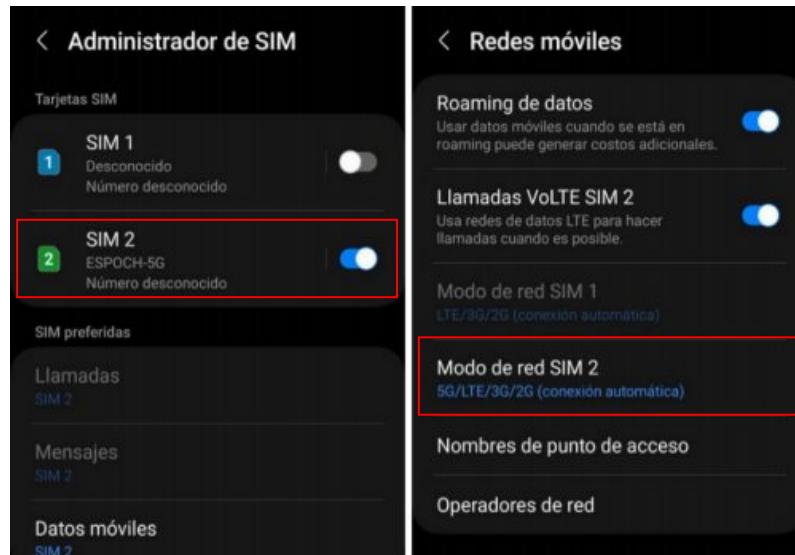 Administrador de SIM
Tarjetas SIM
1
SIM 1
Desconocido
Número desconocido
2
SIM 2
ESPOCH-5G
Número desconocido
SIM preferidas
Llamadas
SIM 2
Mensajes
SIM 2
Datos móviles
SIM 2
Redes móviles
Roaming de datos
Usar datos móviles cuando se está en
roaming puede generar costos adicionales.
Llamadas VoLTE SIM 2
Usa redes de datos LTE para hacer
llamadas cuando es posible.
Modo de red SIM 1
LTE/3G/2G (conexión automática)
Modo de red SIM 2
5G/LTE/3G/2G (conexión automática)
Nombres de punto de acceso
Operadores de red